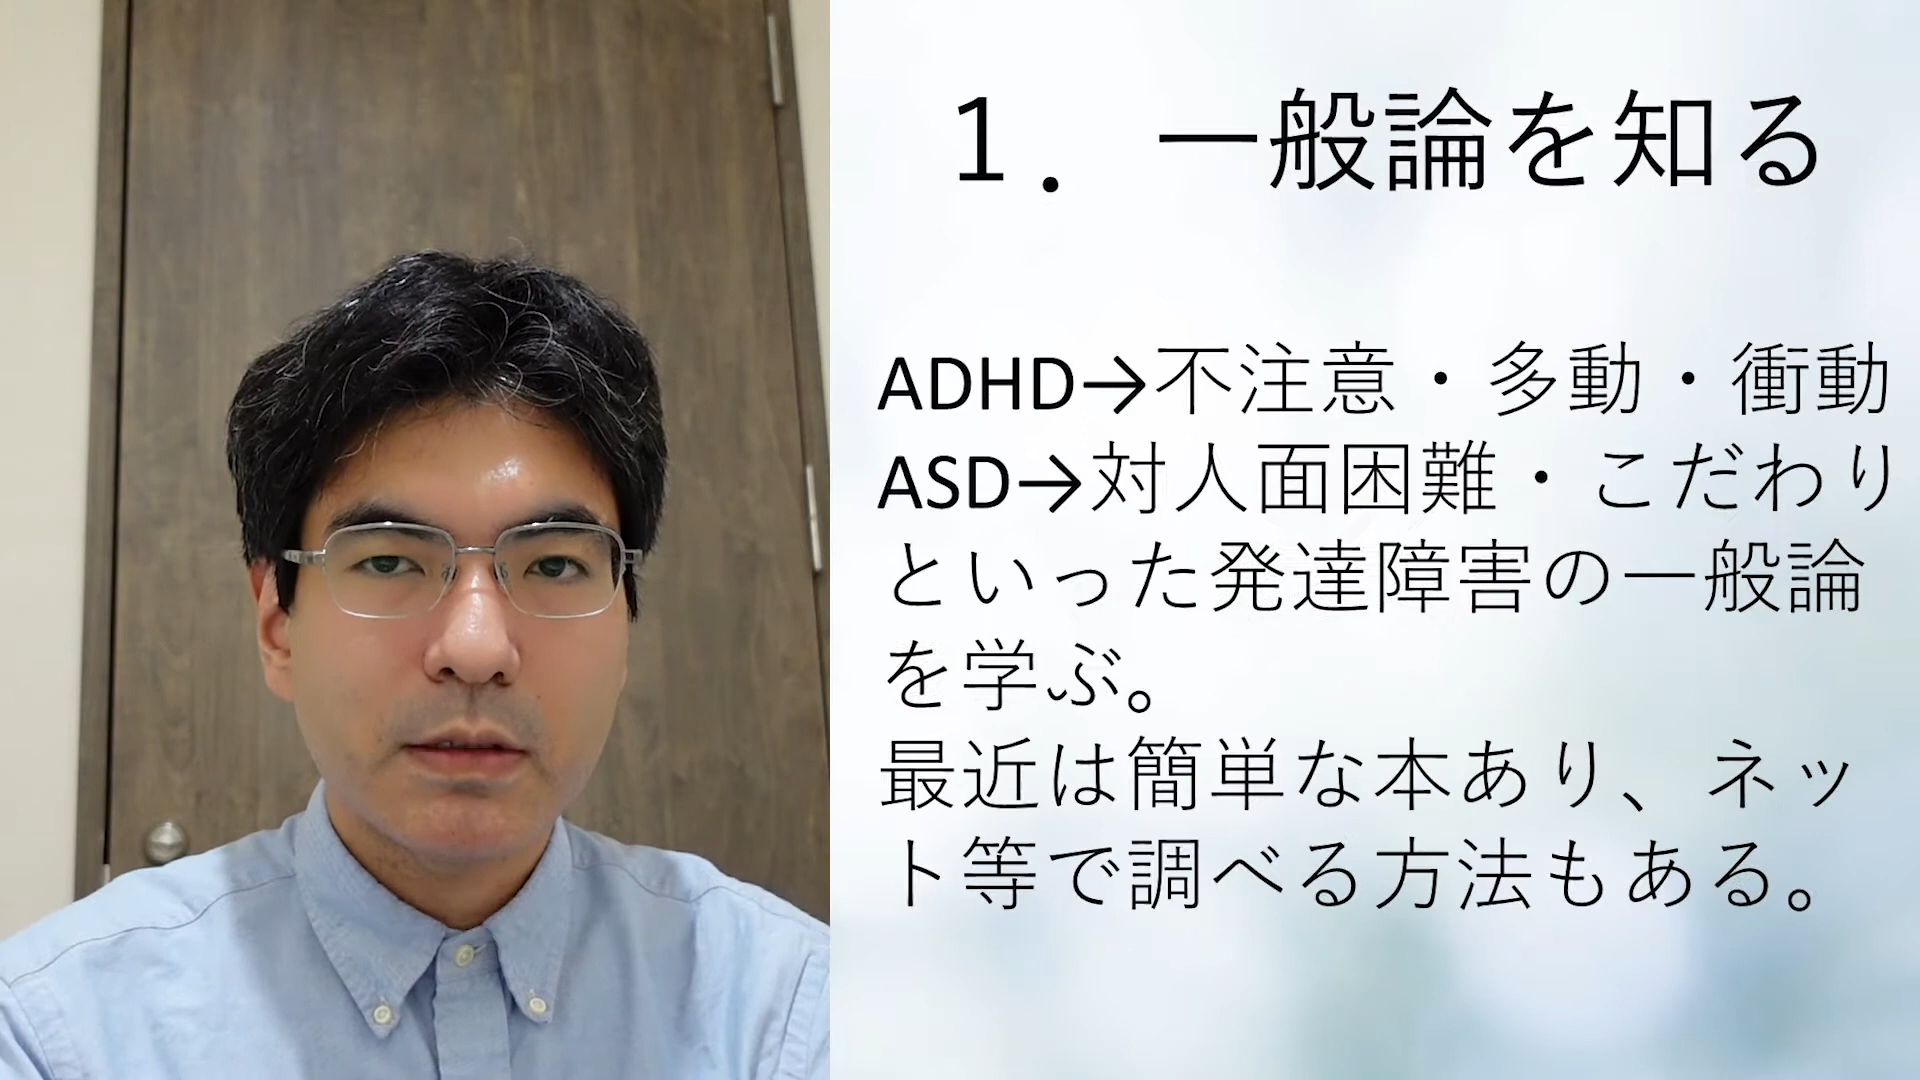 1． 一般論を知る
ADHD→不注意・多動・衝動
ASD→対人面困難・こだわり
といった発達障害の一般論
を学ぶ。
最近は簡単な本あり、ネッ
ト等で調べる方法もある。